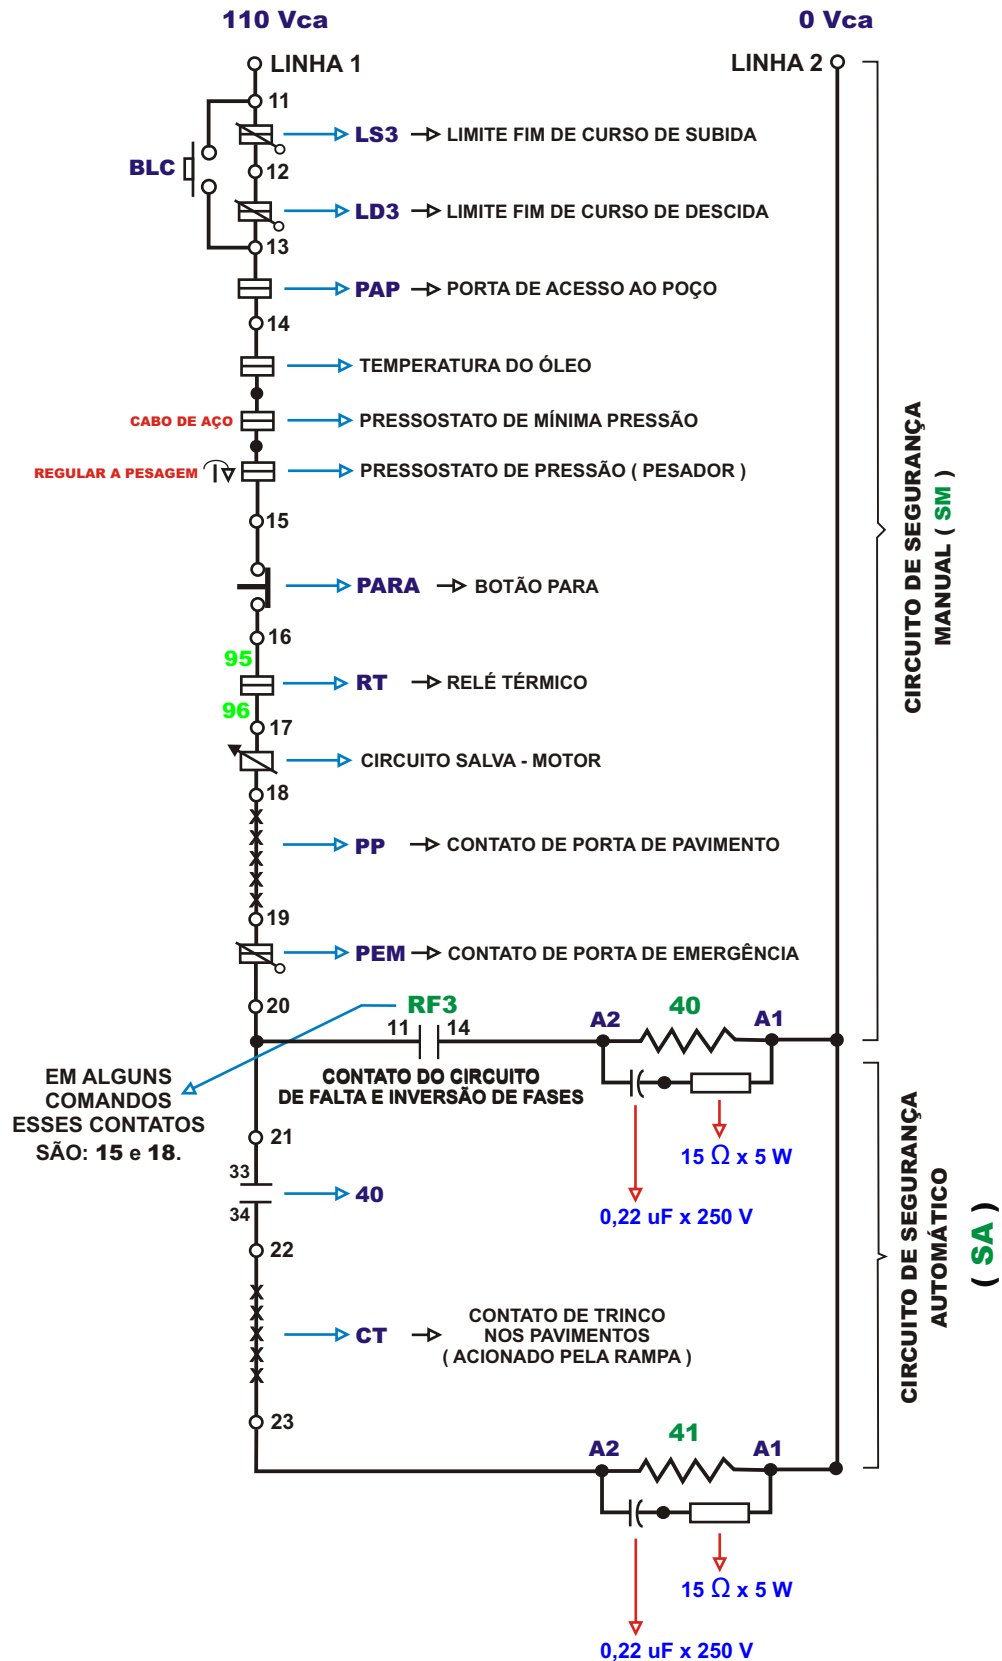 110 Vca
0 Vca
LINHA 1
LINHA 2
11
LS3
LIMITE FIM DE CURSO DE SUBIDA
BLC
12
LD3
LIMITE FIM DE CURSO DE DESCIDA
13
PAP
PORTA DE ACESSO AO POÇO
14
TEMPERATURA DO ÓLEO
CABO DE AÇO
PRESSOSTATO DE MÍNIMA PRESSÃO
REGULAR A PESAGEM
PRESSOSTATO DE PRESSÃO ( PESADOR )
15
PARA
BOTÃO PARA
16
95
RT
RELÉ TÉRMICO
96
17
CIRCUITO SALVA - MOTOR
18
X
X
X
X
X
PP
CONTATO DE PORTA DE PAVIMENTO
19
PEM
CONTATO DE PORTA DE EMERGÊNCIA
20
CIRCUITO DE SEGURANÇA
MANUAL ( SM )
RF3
11
14
A2
40
A1
CONTATO DO CIRCUITO
DE FALTA E INVERSÃO DE FASES
EM ALGUNS
COMANDOS
ESSES CONTATOS
SÃO: 15 e 18.
15 Ω x 5 W
0,22 uF x 250 V
21
33
40
34
22
X
X
X
X
X
CT
CONTATO DE TRINCO
NOS PAVIMENTOS
( ACIONADO PELA RAMPA )
23
CIRCUITO DE SEGURANÇA
AUTOMÁTICO
( SA )
A2
41
A1
15 Ω x 5 W
0,22 uF x 250 V